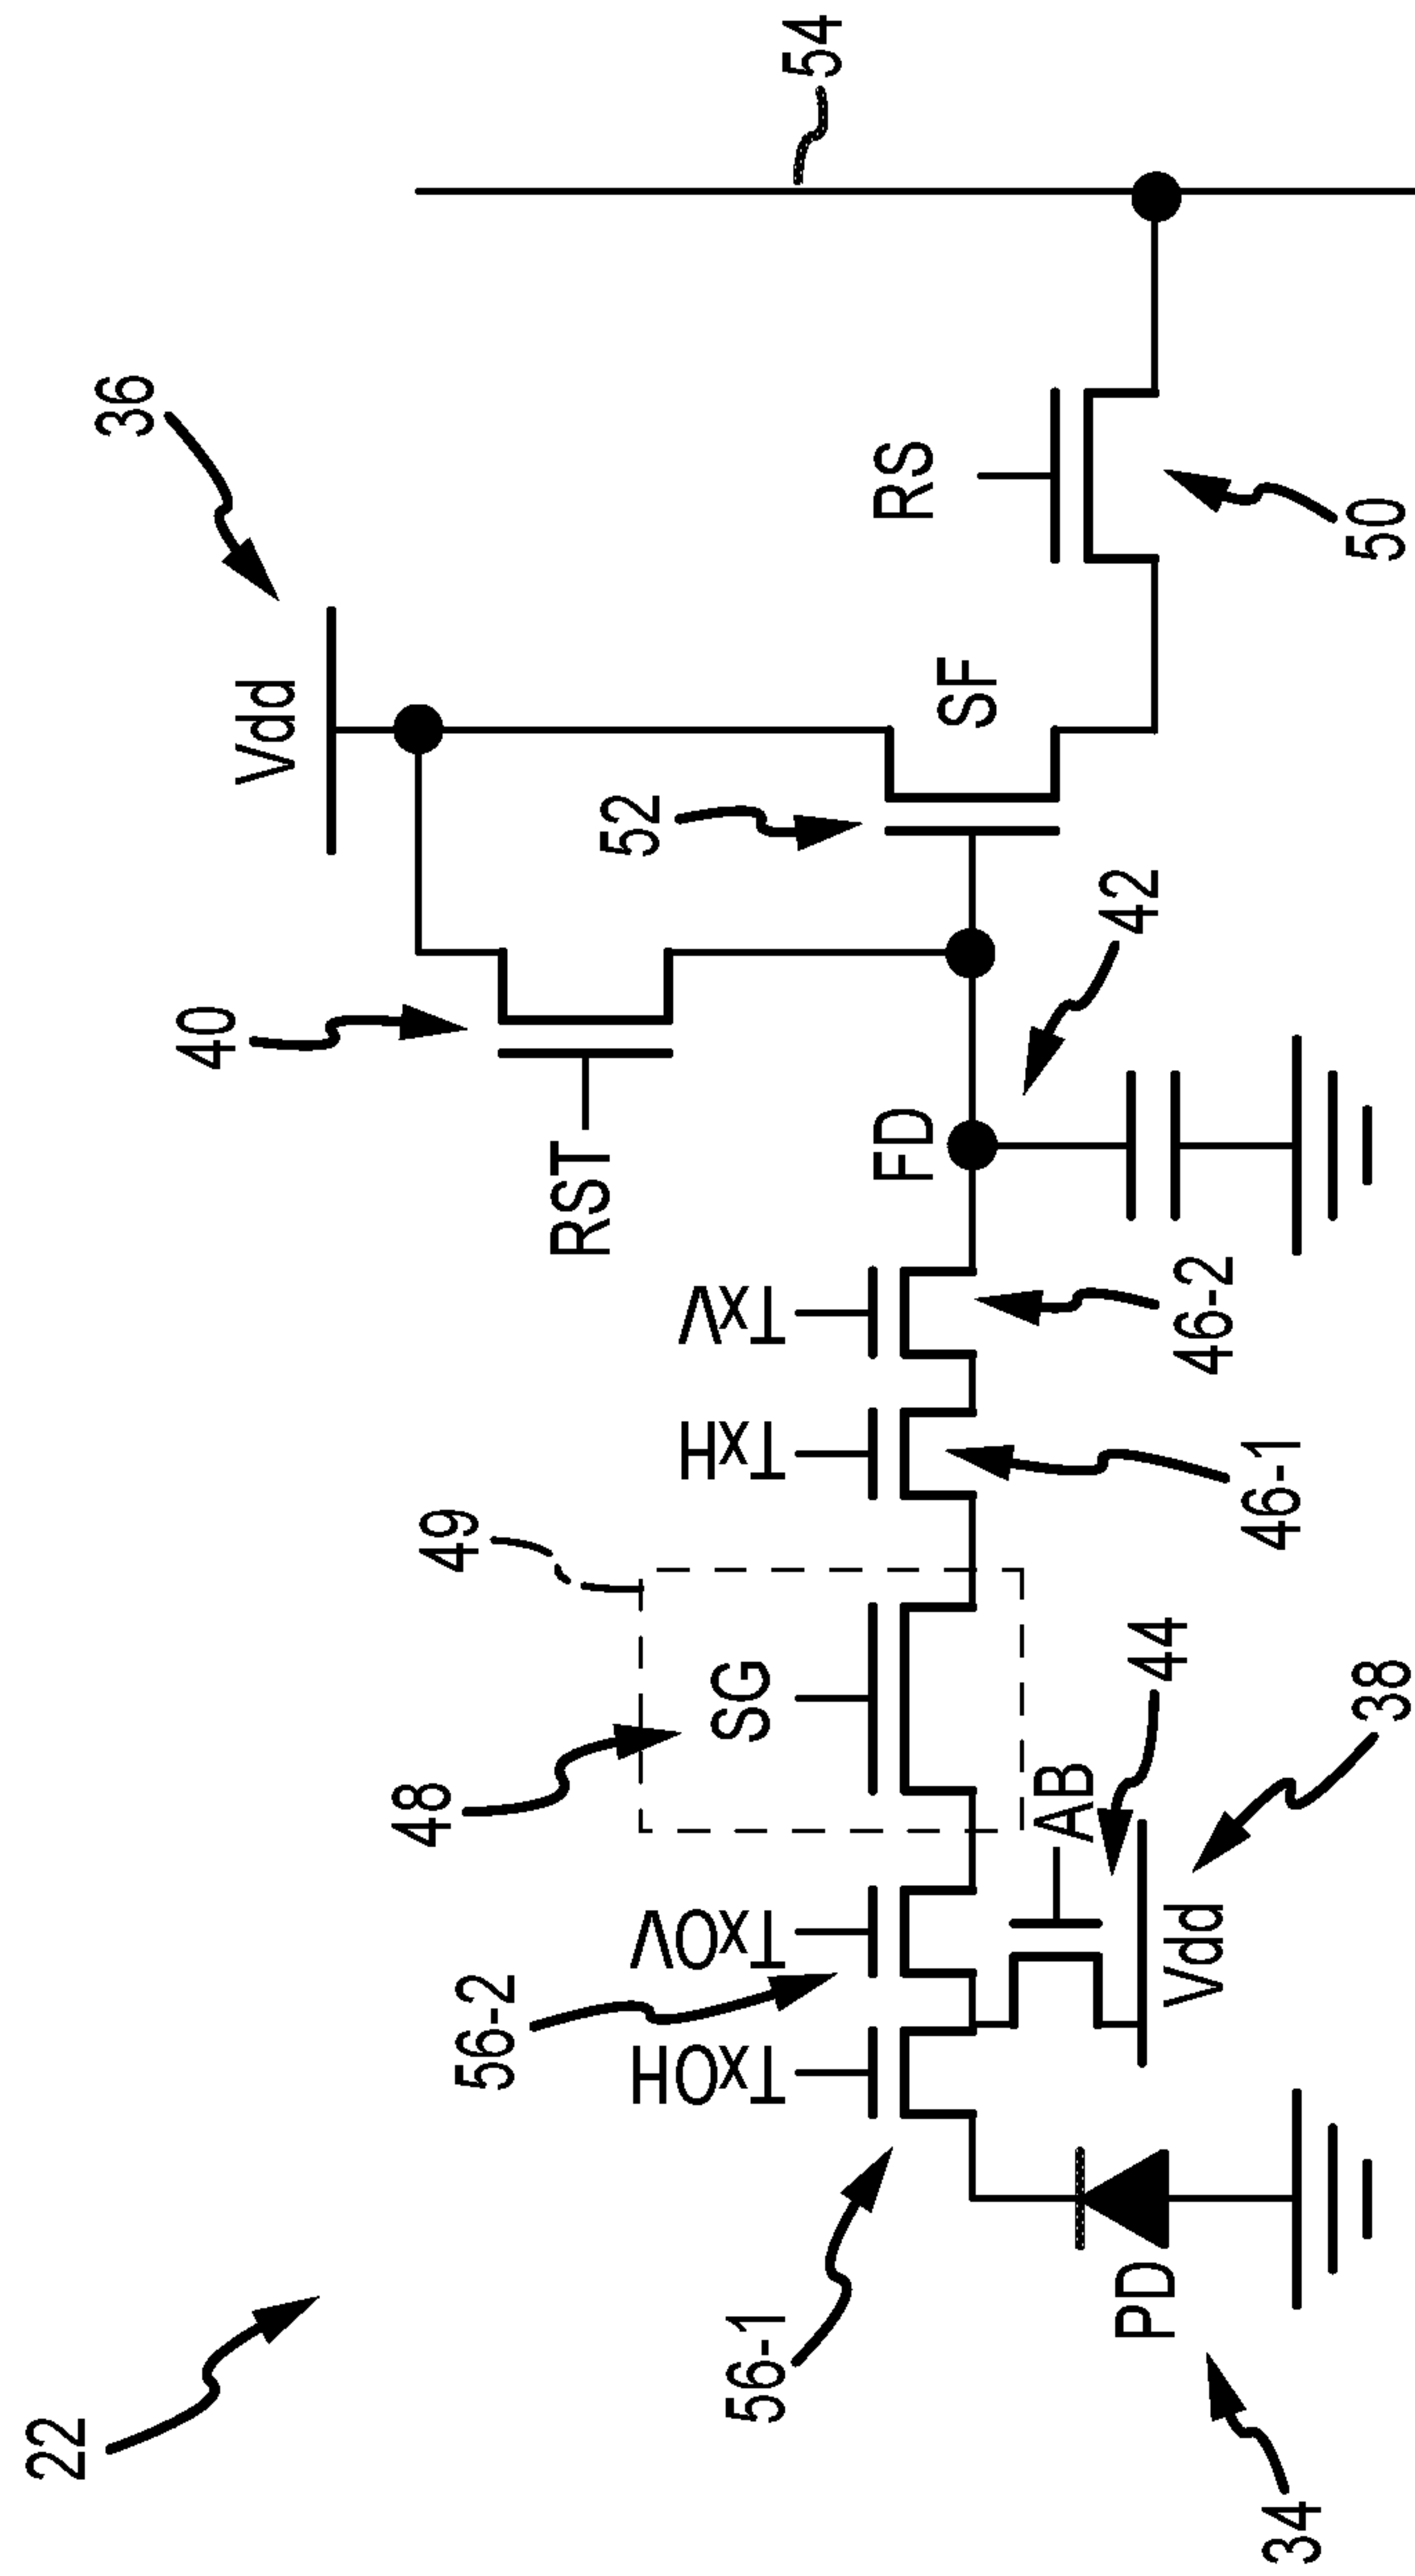 22
36
Vdd
54
40
RST
52
SF
RS
50
49
48
SG
TxH
TxV
FD
42
46-2
46-1
56-2
TxOH
TxOV
AB
44
38
Vdd
56-1
PD
34